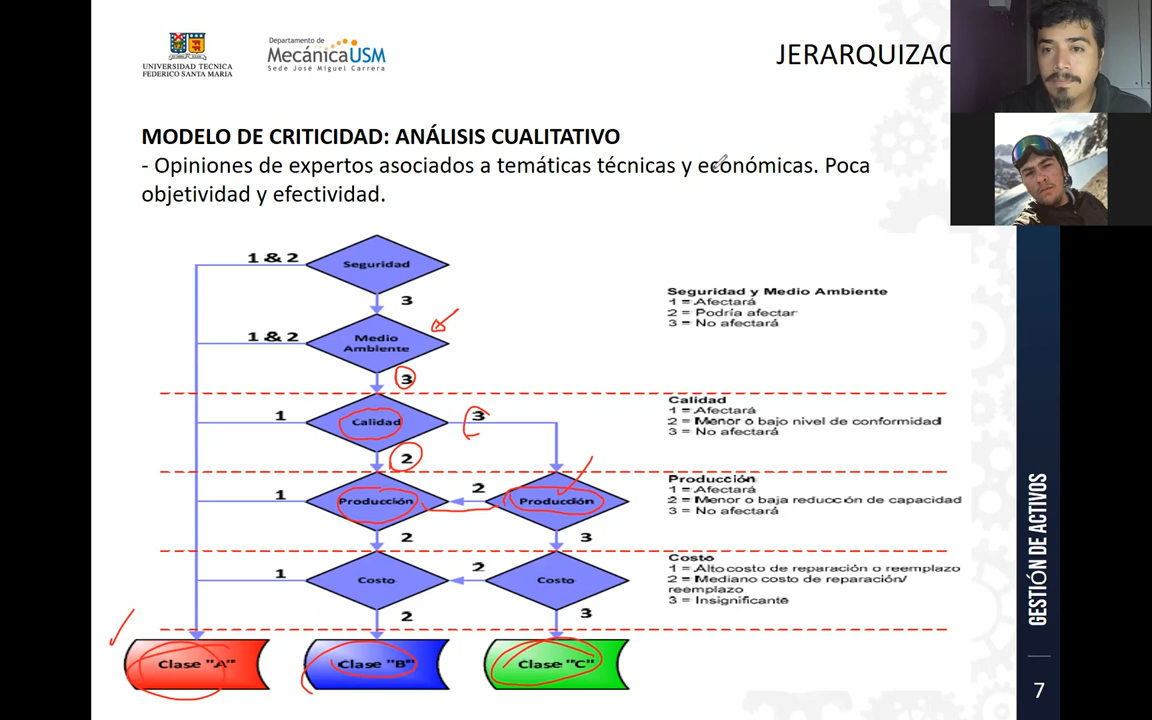 UNIVERSIDAD TECNICA
FEDERICO SANTA MARIA
Departamento de
MecánicaUSM
Sede José Miguel Carrera
JERARQUIZAC
MODELO DE CRITICIDAD: ANÁLISIS CUALITATIVO
- Opiniones de expertos asociados a temáticas técnicas y económicas. Poca
objetividad y efectividad.
1 & 2
Seguridad
3
1 & 2
Medio
Ambiente
3
Seguridad y Medio Ambiente
1 = Afectará
2 = Podría afectar
3 = No afectará
1
Calidad
3
2
Calidad
1 = Afectará
2 = Menor o bajo nivel de conformidad
3 = No afectará
1
Producción
2
Producción
2
3
Producción
1 = Afectará
2 = Menor o baja reducción de capacidad
3 = No afectará
1
Costo
2
Costo
2
3
Costo
1 = Alto costo de reparación o reemplazo
2 = Mediano costo de reparación/
reemplazo
3 = Insignificante
Clase "A"
Clase "B"
Clase "C"
GESTIÓN DE ACTIVOS
7